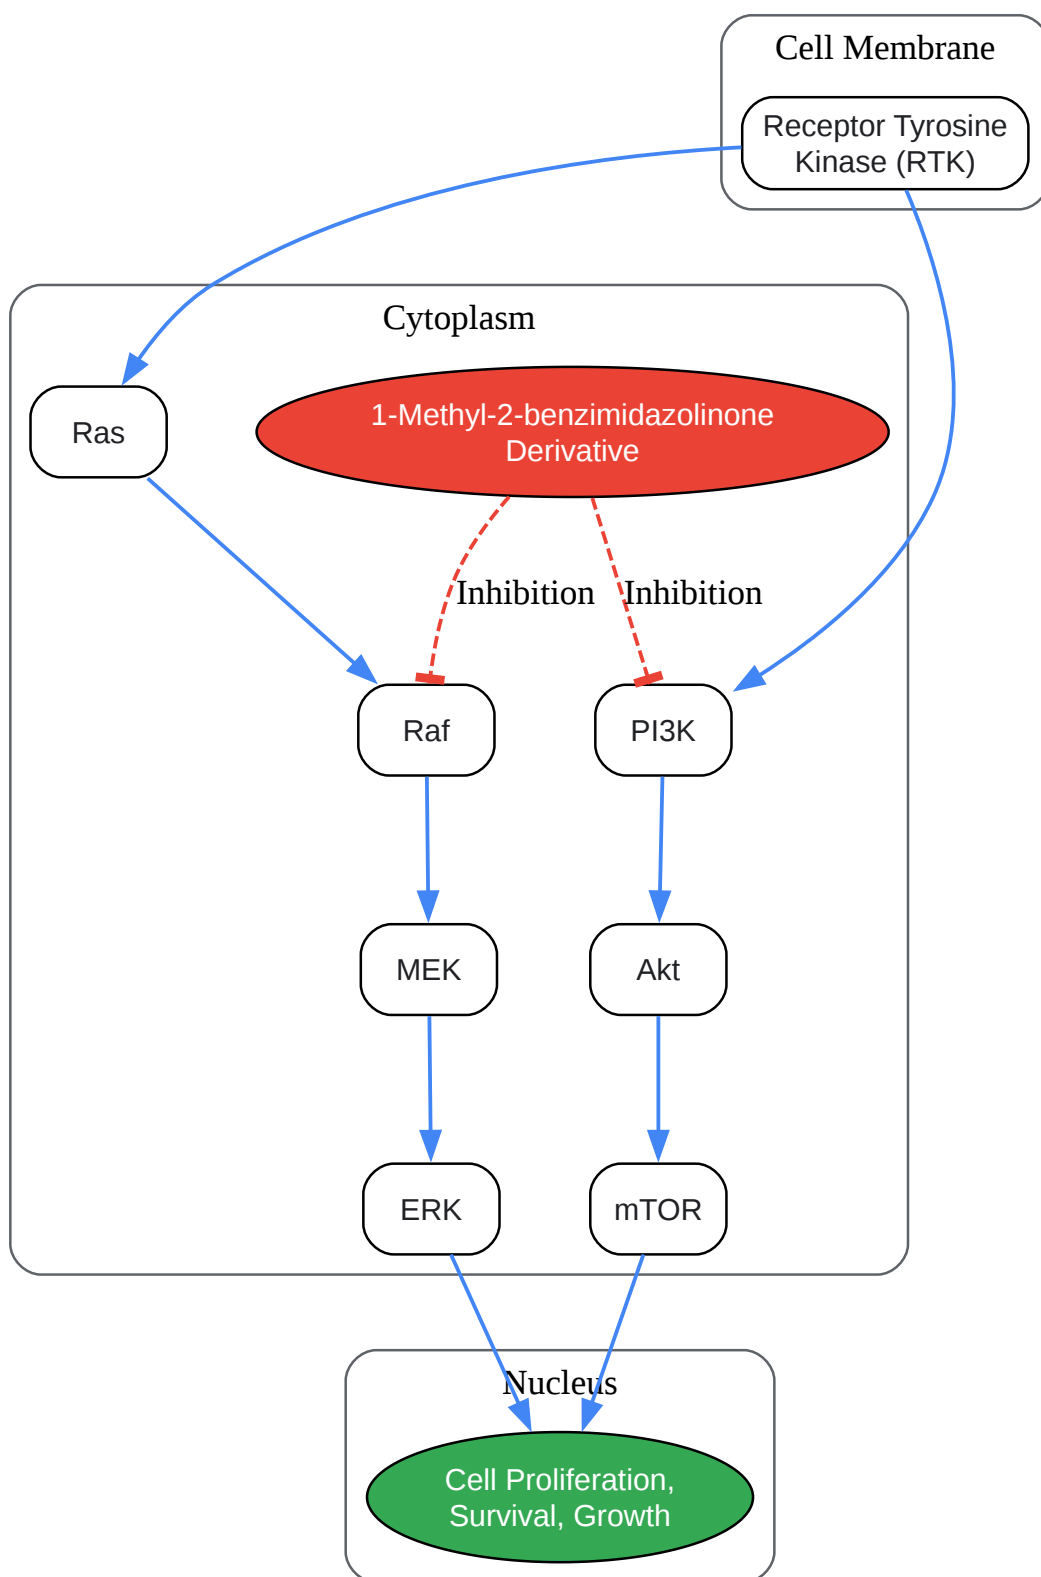 Cell Membrane
Receptor Tyrosine
Kinase (RTK)
Cytoplasm
Ras
1-Methyl-2-benzimidazolinone
Derivative
Inhibition
Inhibition
Raf
PI3K
MEK
Akt
ERK
mTOR
Nucleus
Cell Proliferation,
Survival, Growth